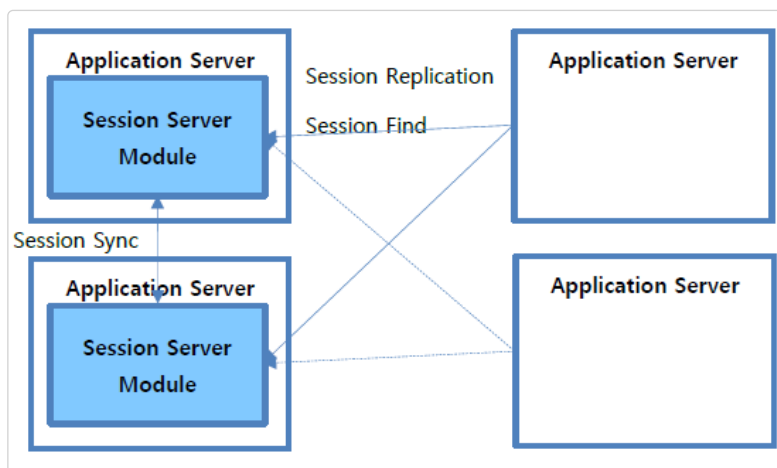 Application Server
Session Server
Module
Session Replication
Session Find
Application Server
Session Sync
Application Server
Session Server
Module
Application Server